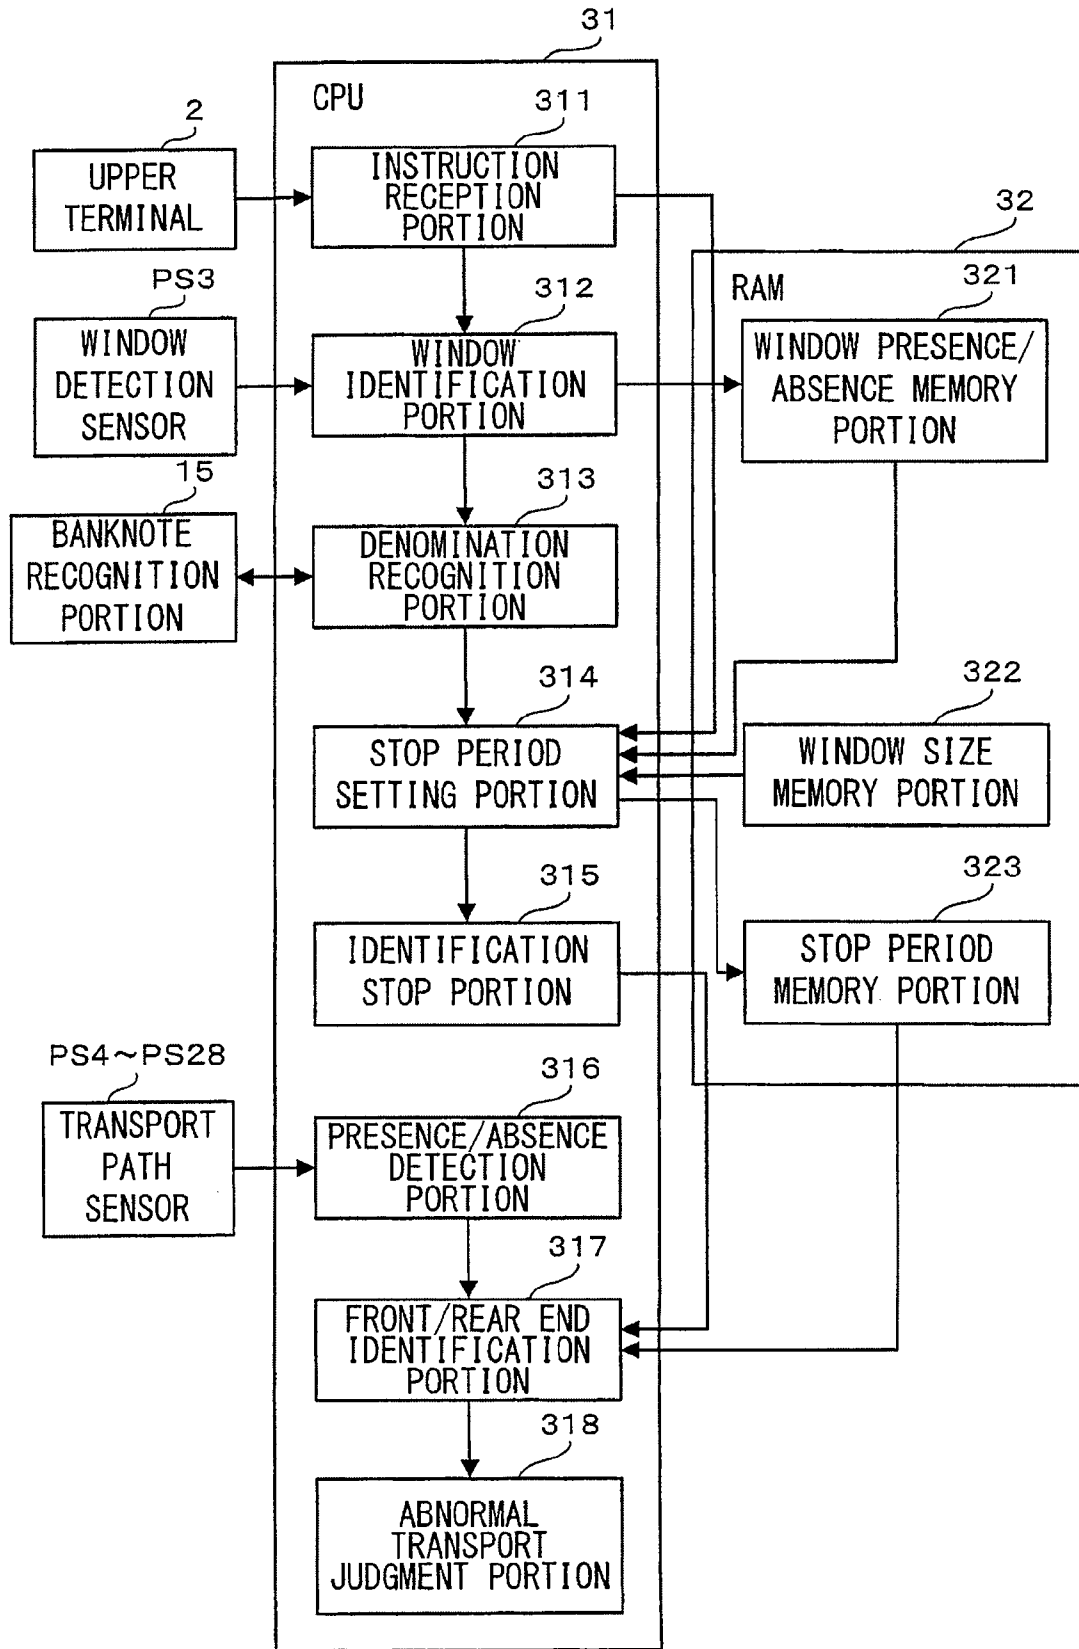 31
CPU
2
UPPER
TERMINAL
311
INSTRUCTION
RECEPTION
PORTION
32
RAM
PS3
WINDOW
DETECTION
SENSOR
312
WINDOW
IDENTIFICATION
PORTION
321
WINDOW PRESENCE/
ABSENCE MEMORY
PORTION
15
BANKNOTE
RECOGNITION
PORTION
313
DENOMINATION
RECOGNITION
PORTION
314
STOP PERIOD
SETTING PORTION
322
WINDOW SIZE
MEMORY PORTION
315
IDENTIFICATION
STOP PORTION
323
STOP PERIOD
MEMORY PORTION
PS4~PS28
TRANSPORT
PATH
SENSOR
316
PRESENCE/ABSENCE
DETECTION
PORTION
317
FRONT/REAR END
IDENTIFICATION
PORTION
318
ABNORMAL
TRANSPORT
JUDGMENT PORTION